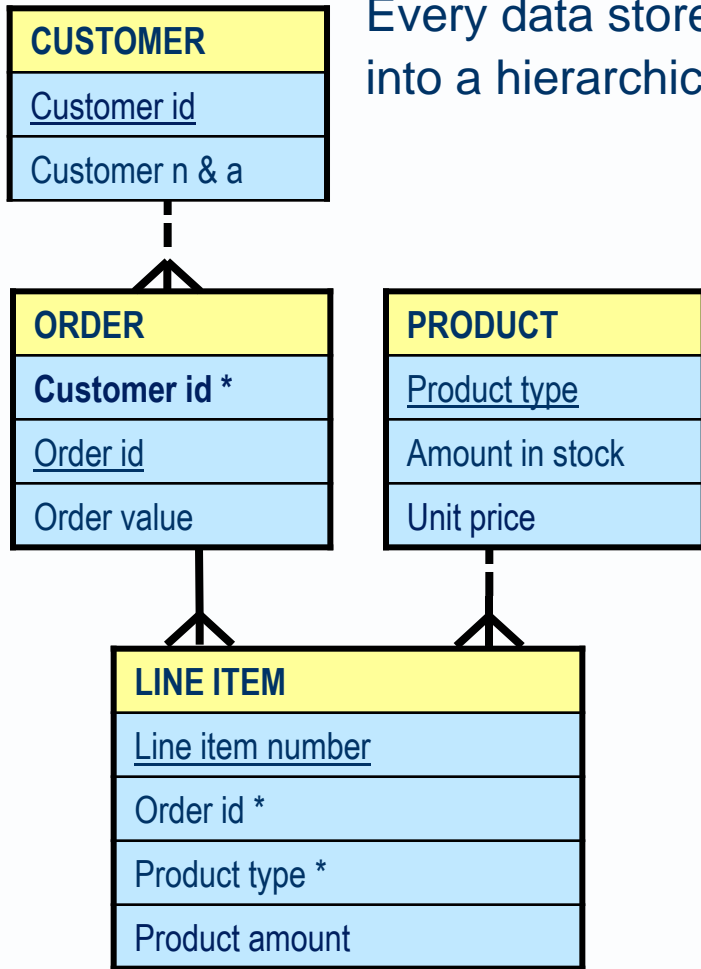 Every data store
into a hierarchic
CUSTOMER
Customer id
Customer n & a
ORDER
Customer id *
Order id
Order value
PRODUCT
Product type
Amount in stock
Unit price
LINE ITEM
Line item number
Order id *
Product type *
Product amount